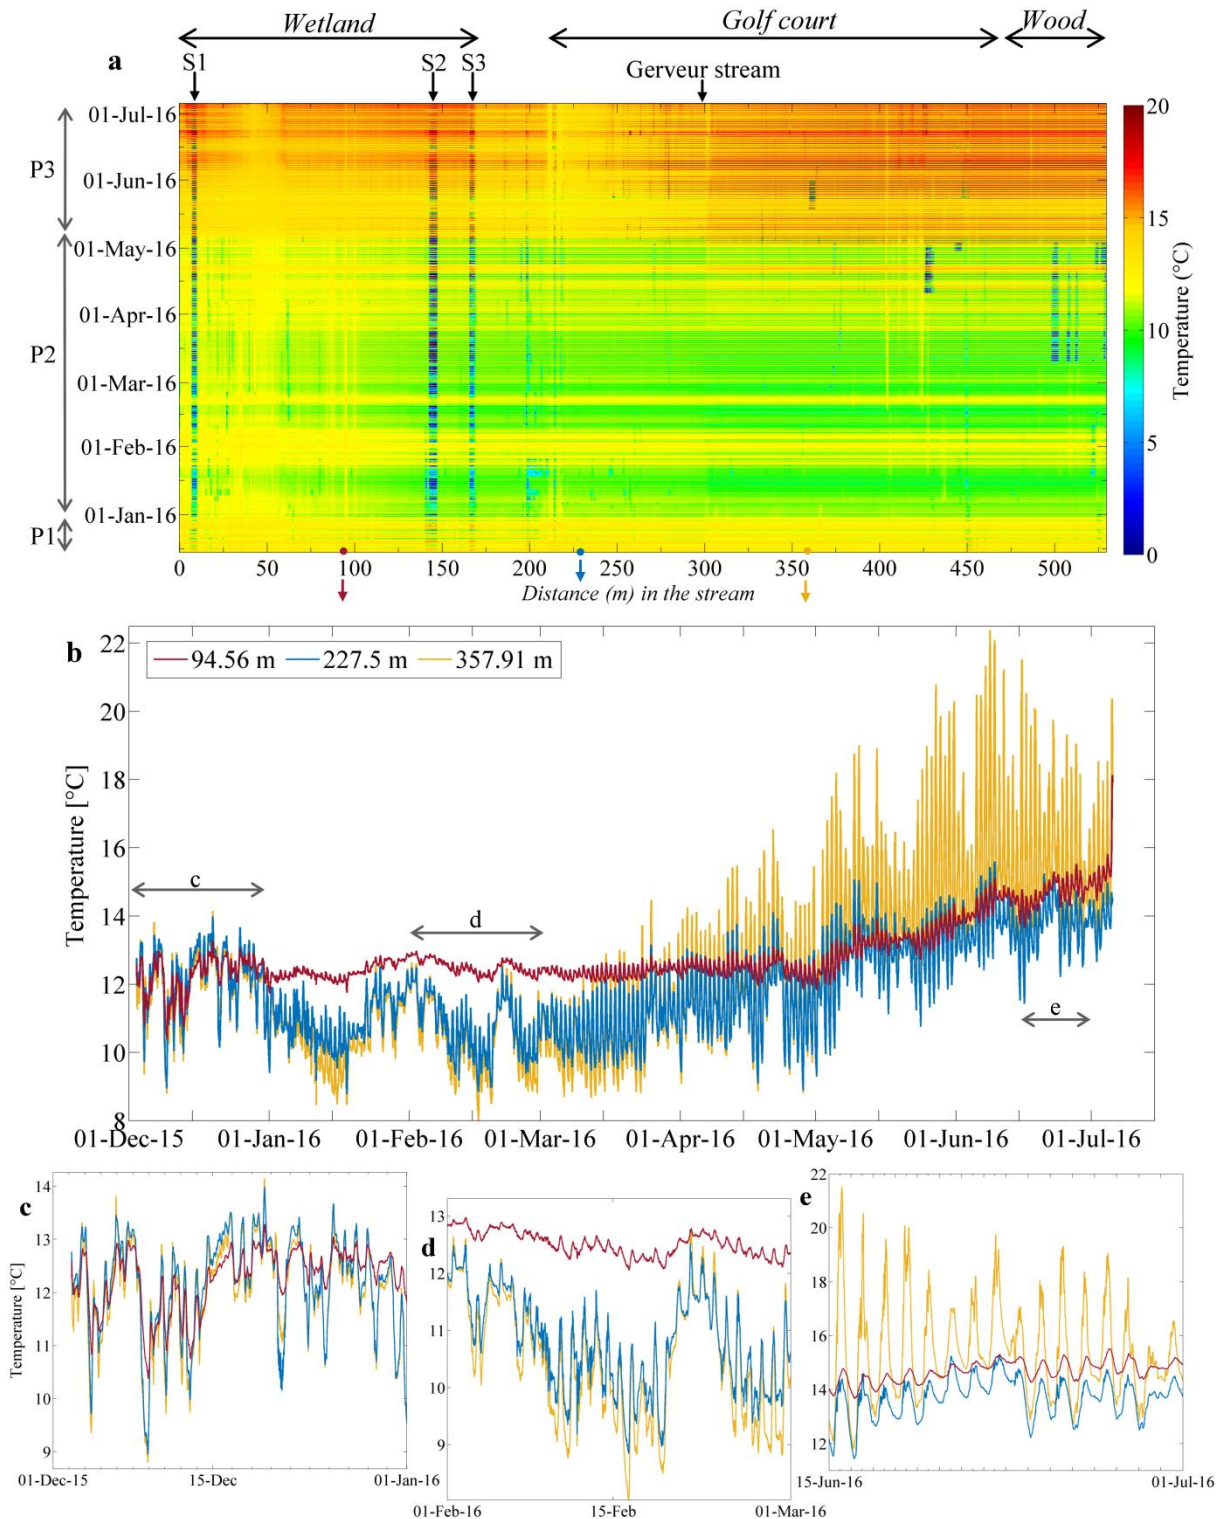 Wetland Golf court Wood
a S1 S2 S3 Gerveur stream
01-Jul-16
01-Jun-16
01-May-16
01-Apr-16
01-Mar-16
01-Feb-16
01-Jan-16
P3
P2
P1
20
15
10
5
0
Temperature (°C)
0 50 100 150 200 250 300 350 400 450 500
Distance (m) in the stream
b
94.56 m 227.5 m 357.91 m
22
20
18
16
14
12
10
8
Temperature [°C]
c
d
e
01-Dec-15 01-Jan-16 01-Feb-16 01-Mar-16 01-Apr-16 01-May-16 01-Jun-16 01-Jul-16
c
14
13
12
11
10
9
Temperature [°C]
01-Dec-15 15-Dec 01-Jan-16
d
13
12
11
10
9
01-Feb-16 15-Feb 01-Mar-16
e
22
20
18
16
14
12
15-Jun-16 01-Jul-16